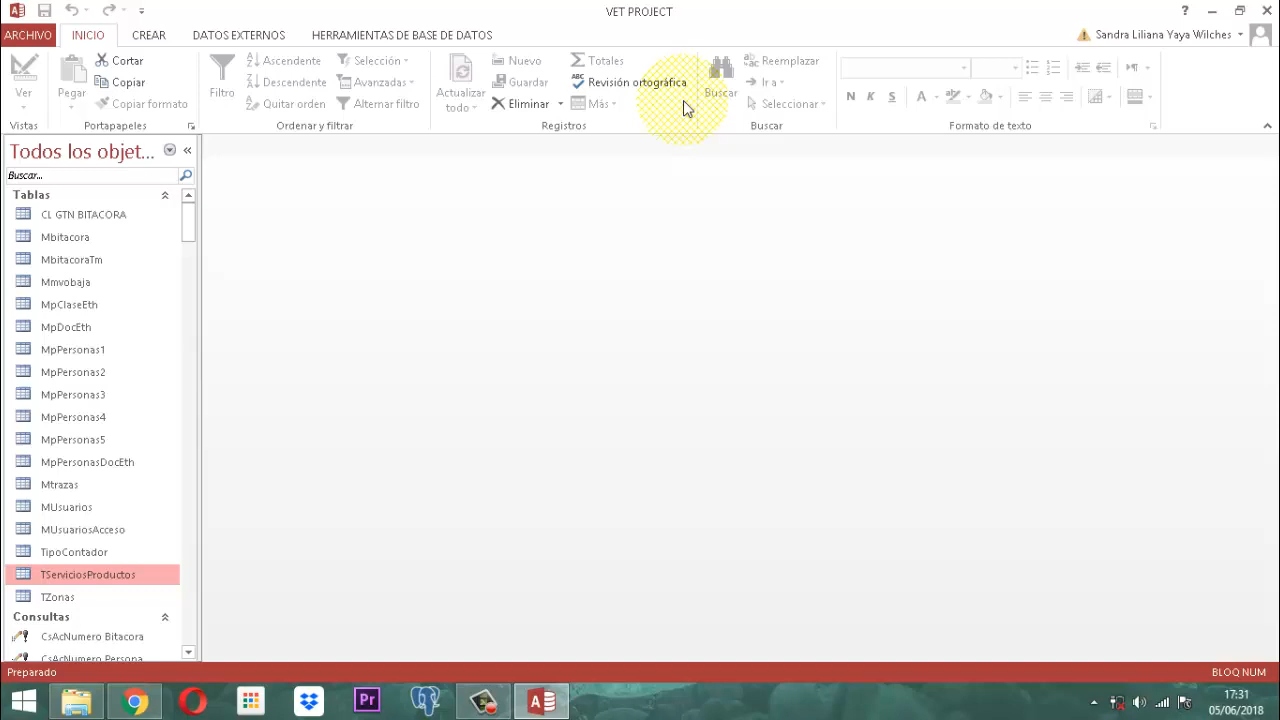 VET PROJECT
ARCHIVO INICIO CREAR DATOS EXTERNOS HERRAMIENTAS DE BASE DE DATOS
Sandra Liliana Yaya Wilches
Ver
Vistas
Pegar
Cortar
Copiar
Copiar formato
Portapapeles
Filtro
Ascendente
Descendente
Quitar orden
Selección
Avanzadas
Ordenar y filtrar
Actualizar
todo
Nuevo
Guardar
Eliminar
Totales
Revisión ortográfica
Más
Registros
Buscar
Reemplazar
Ir a
Seleccionar
Buscar
N K S A
Formato de texto
Todos los objet...
Buscar...
Tablas
CL GTN BITACORA
Mbitacora
MbitacoraTm
Mmvobaja
MpClaseEth
MpDocEth
MpPersonas1
MpPersonas2
MpPersonas3
MpPersonas4
MpPersonas5
MpPersonasDocEth
Mtrazas
MUsuarios
MUsuariosAcceso
TipoContador
TServiciosProductos
TZonas
Consultas
CsAcNumero Bitacora
CsAcNumero Persona
Preparado
BLOQ NUM
Pr
17:31
05/06/2018